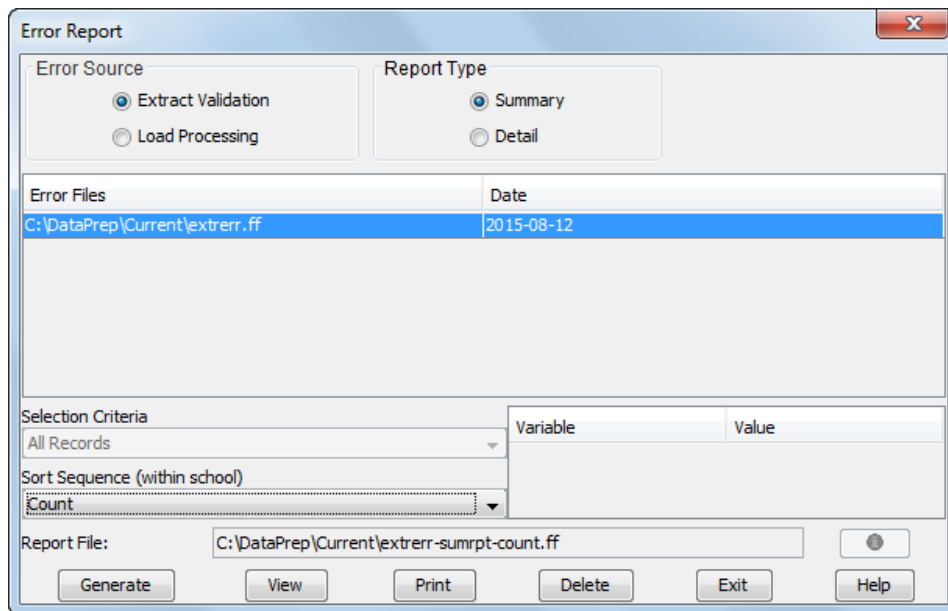 Error Report
Error Source
Report Type
Extract Validation
Summary
Load Processing
Detail
Error Files
Date
C:\DataPrep\Current\extrerr.ff
2015-08-12
Selection Criteria
Variable
Value
All Records
Sort Sequence (within school)
Count
Report File:
C:\DataPrep\Current\extrerr-sumrpt-count.ff
Generate
View
Print
Delete
Exit
Help